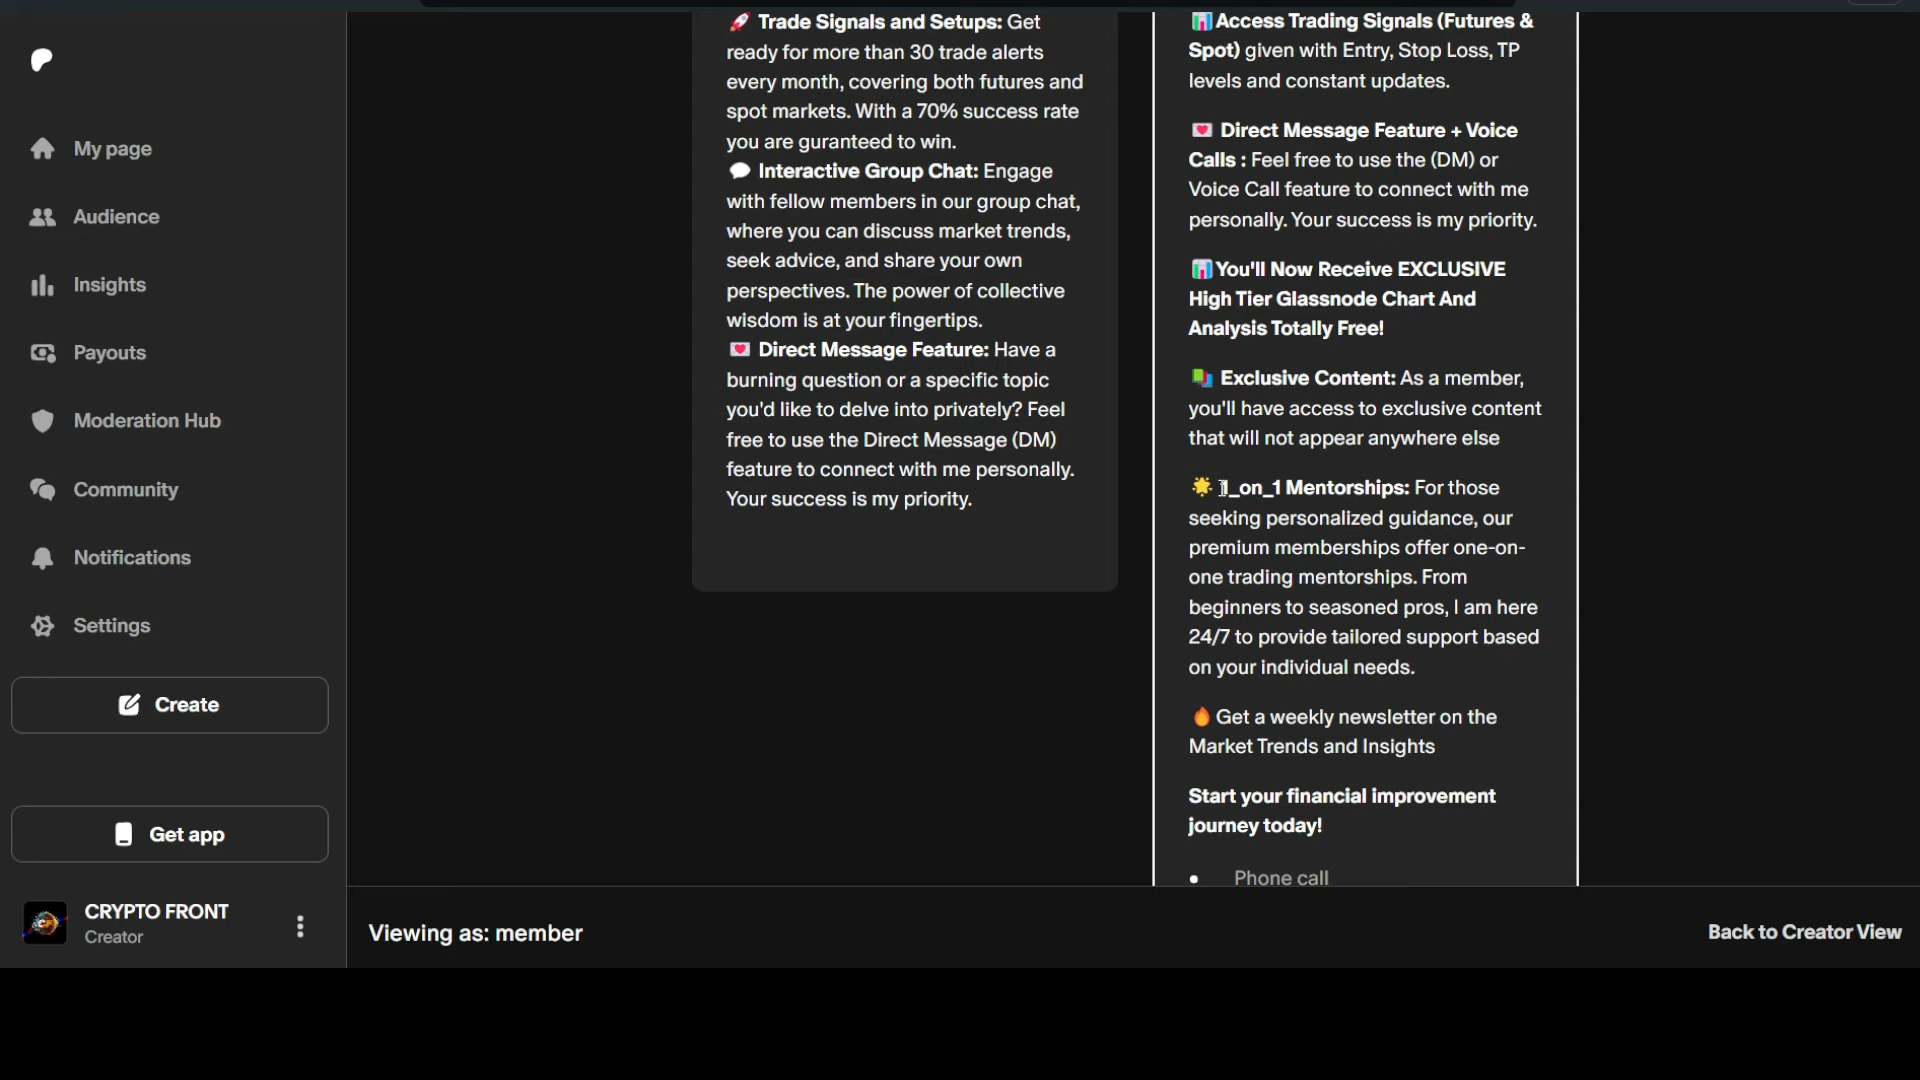 My page
Audience
Insights
Payouts
Moderation Hub
Community
Notifications
Settings
Create
Get app
CRYPTO FRONT
Creator
🚀 Trade Signals and Setups: Get
ready for more than 30 trade alerts
every month, covering both futures and
spot markets. With a 70% success rate
you are guranteed to win.
💬 Interactive Group Chat: Engage
with fellow members in our group chat,
where you can discuss market trends,
seek advice, and share your own
perspectives. The power of collective
wisdom is at your fingertips.
💌 Direct Message Feature: Have a
burning question or a specific topic
you'd like to delve into privately? Feel
free to use the Direct Message (DM)
feature to connect with me personally.
Your success is my priority.
📊Access Trading Signals (Futures &
Spot) given with Entry, Stop Loss, TP
levels and constant updates.
💌 Direct Message Feature + Voice
Calls : Feel free to use the (DM) or
Voice Call feature to connect with me
personally. Your success is my priority.
📊You'll Now Receive EXCLUSIVE
High Tier Glassnode Chart And
Analysis Totally Free!
📚 Exclusive Content: As a member,
you'll have access to exclusive content
that will not appear anywhere else
🌟 1_on_1 Mentorships: For those
seeking personalized guidance, our
premium memberships offer one-on-
one trading mentorships. From
beginners to seasoned pros, I am here
24/7 to provide tailored support based
on your individual needs.
🔥Get a weekly newsletter on the
Market Trends and Insights
Start your financial improvement
journey today!
• Phone call
Viewing as: member
Back to Creator View